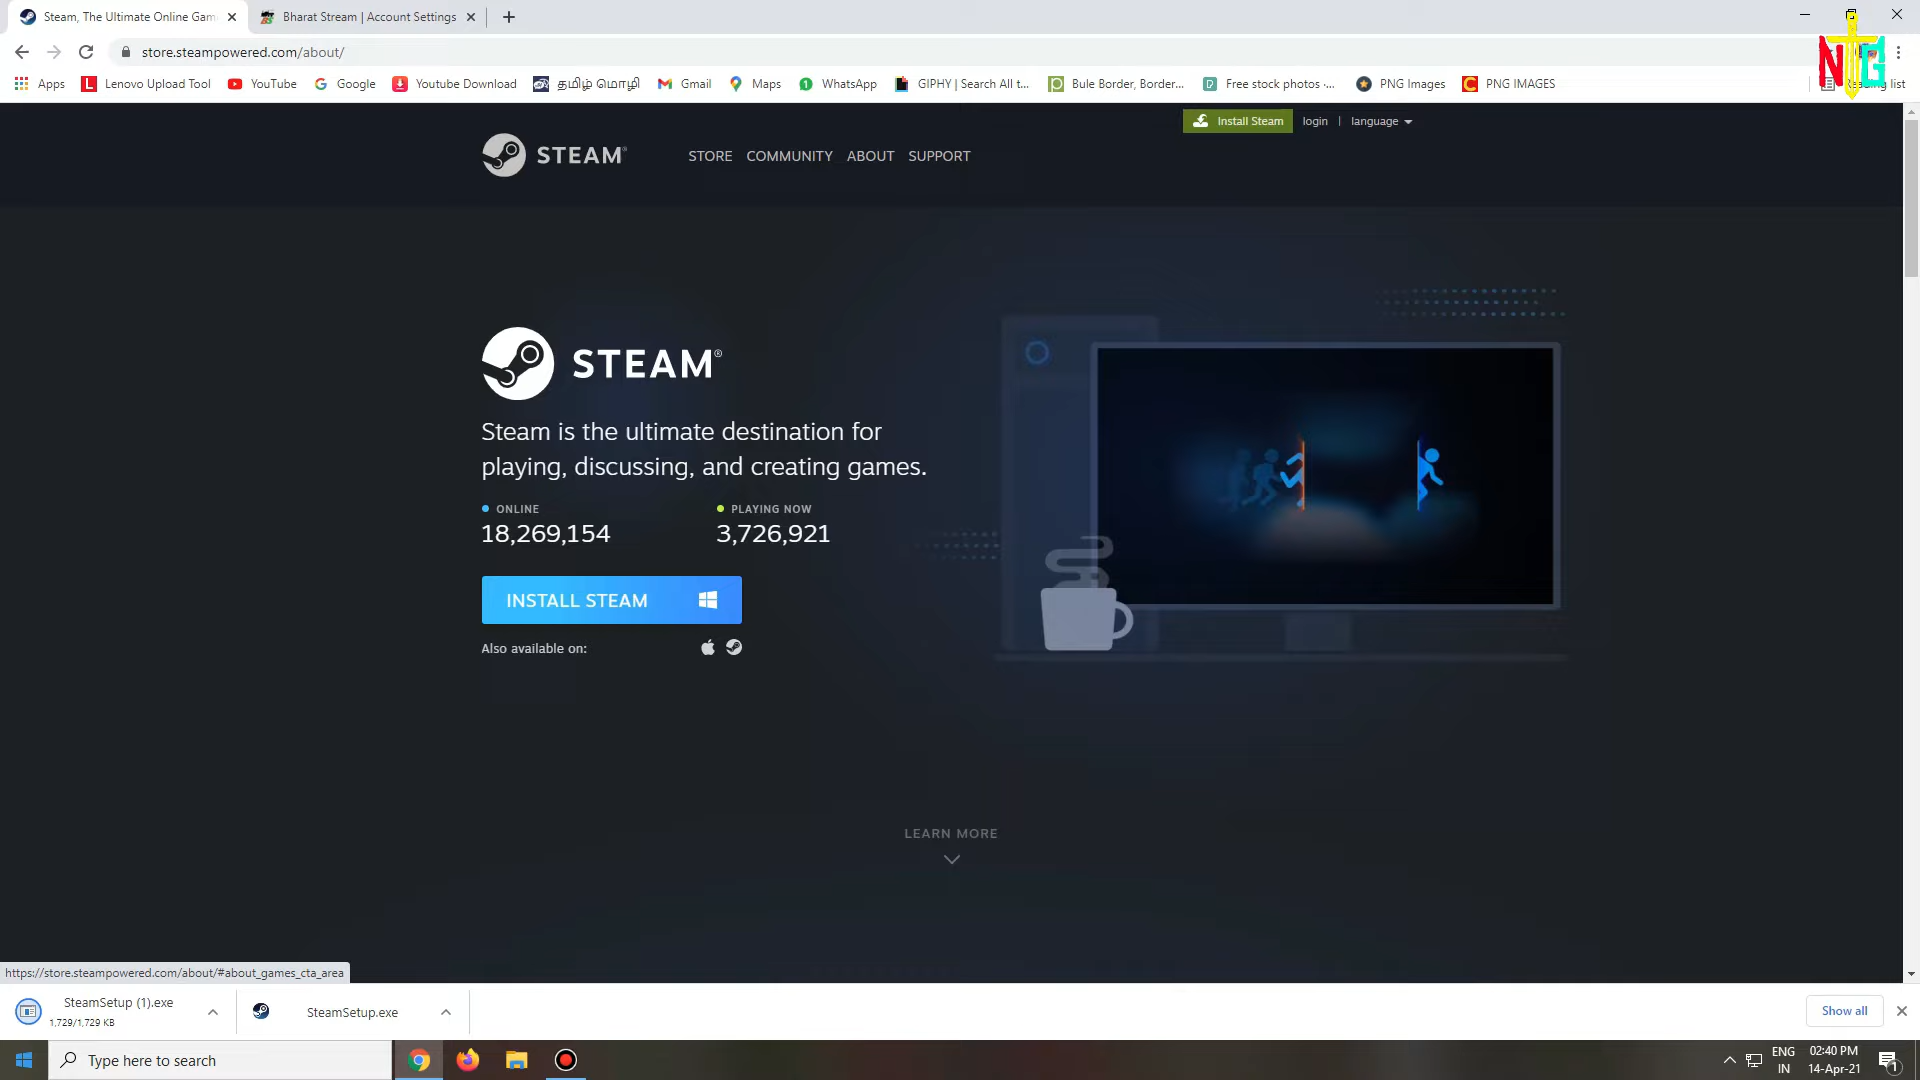 Steam, The Ultimate Online Gam
Bharat Stream | Account Settings
store.steampowered.com/about/
NTG
Apps
Lenovo Upload Tool
YouTube
Google
Youtube Download
தமிழ் மொழி
Gmail
Maps
WhatsApp
GIPHY | Search All t...
Bule Border, Border...
Free stock photos ·...
PNG Images
PNG IMAGES
list
Install Steam
login | language
STEAM®
STORE COMMUNITY ABOUT SUPPORT
STEAM®
Steam is the ultimate destination for
playing, discussing, and creating games.
ONLINE
18,269,154
PLAYING NOW
3,726,921
INSTALL STEAM
Also available on:
LEARN MORE
https://store.steampowered.com/about/#about_games_cta_area
SteamSetup (1).exe
1,729/1,729 KB
SteamSetup.exe
Show all
Type here to search
ENG
IN
02:40 PM
14-Apr-21
1